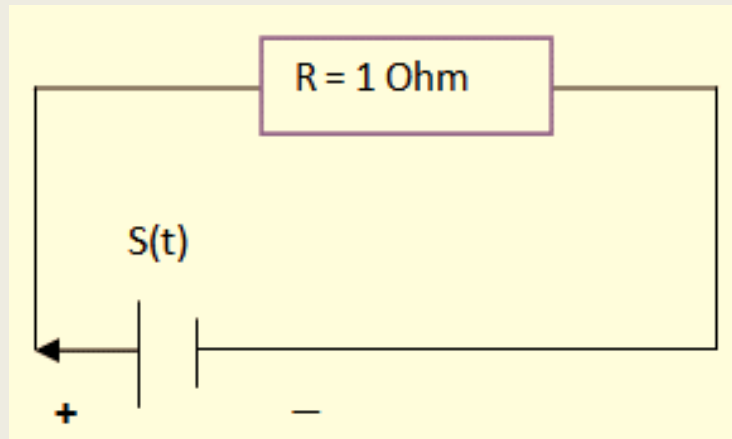 R = 1 Ohm
S(t)
+ –